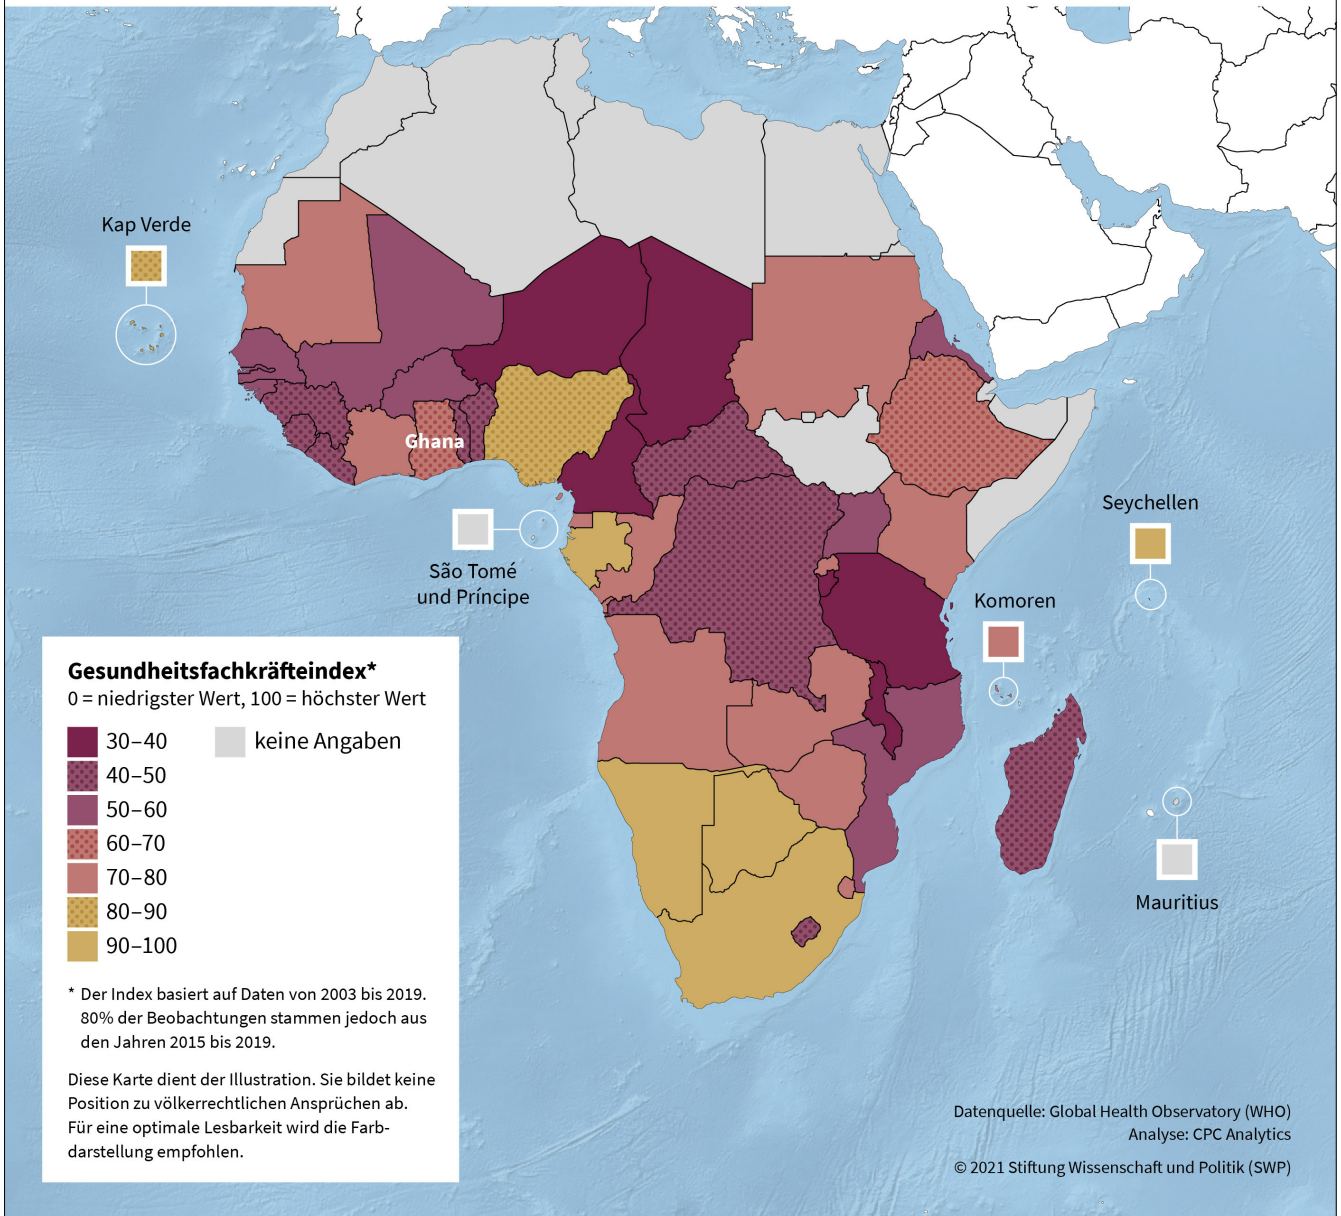 Kap Verde
Ghana
Seychellen
São Tomé
und Príncipe
Komoren
Mauritius
Gesundheitsfachkräfteindex*
0 = niedrigster Wert, 100 = höchster Wert
30–40
keine Angaben
40–50
50–60
60–70
70–80
80–90
90–100
* Der Index basiert auf Daten von 2003 bis 2019.
80% der Beobachtungen stammen jedoch aus
den Jahren 2015 bis 2019.
Diese Karte dient der Illustration. Sie bildet keine
Position zu völkerrechtlichen Ansprüchen ab.
Für eine optimale Lesbarkeit wird die Farb-
darstellung empfohlen.
Datenquelle: Global Health Observatory (WHO)
Analyse: CPC Analytics
© 2021 Stiftung Wissenschaft und Politik (SWP)